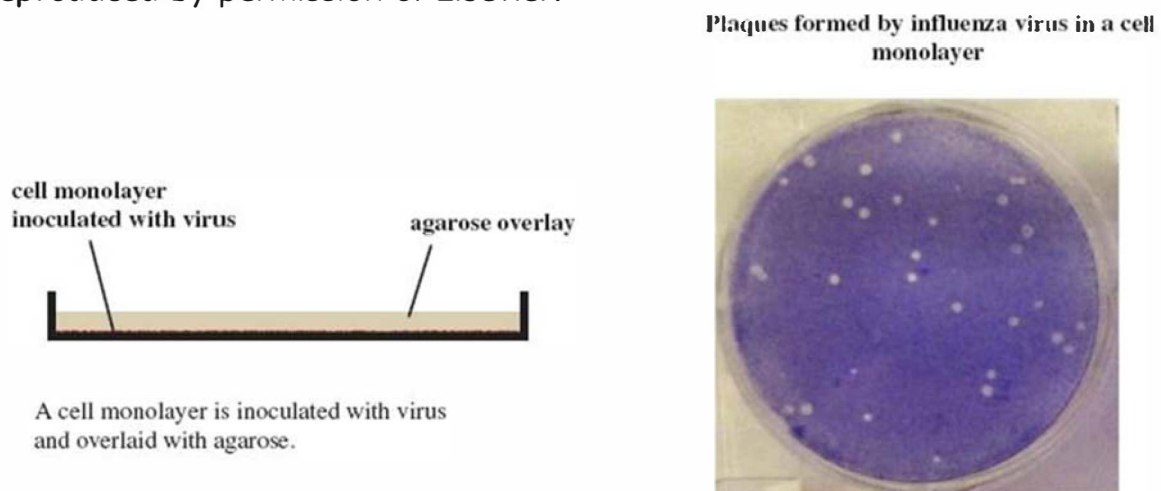 Plaques formed by influenza virus in a cell
monolayer
cell monolayer
inoculated with virus
agarose overlay
A cell monolayer is inoculated with virus
and overlaid with agarose.